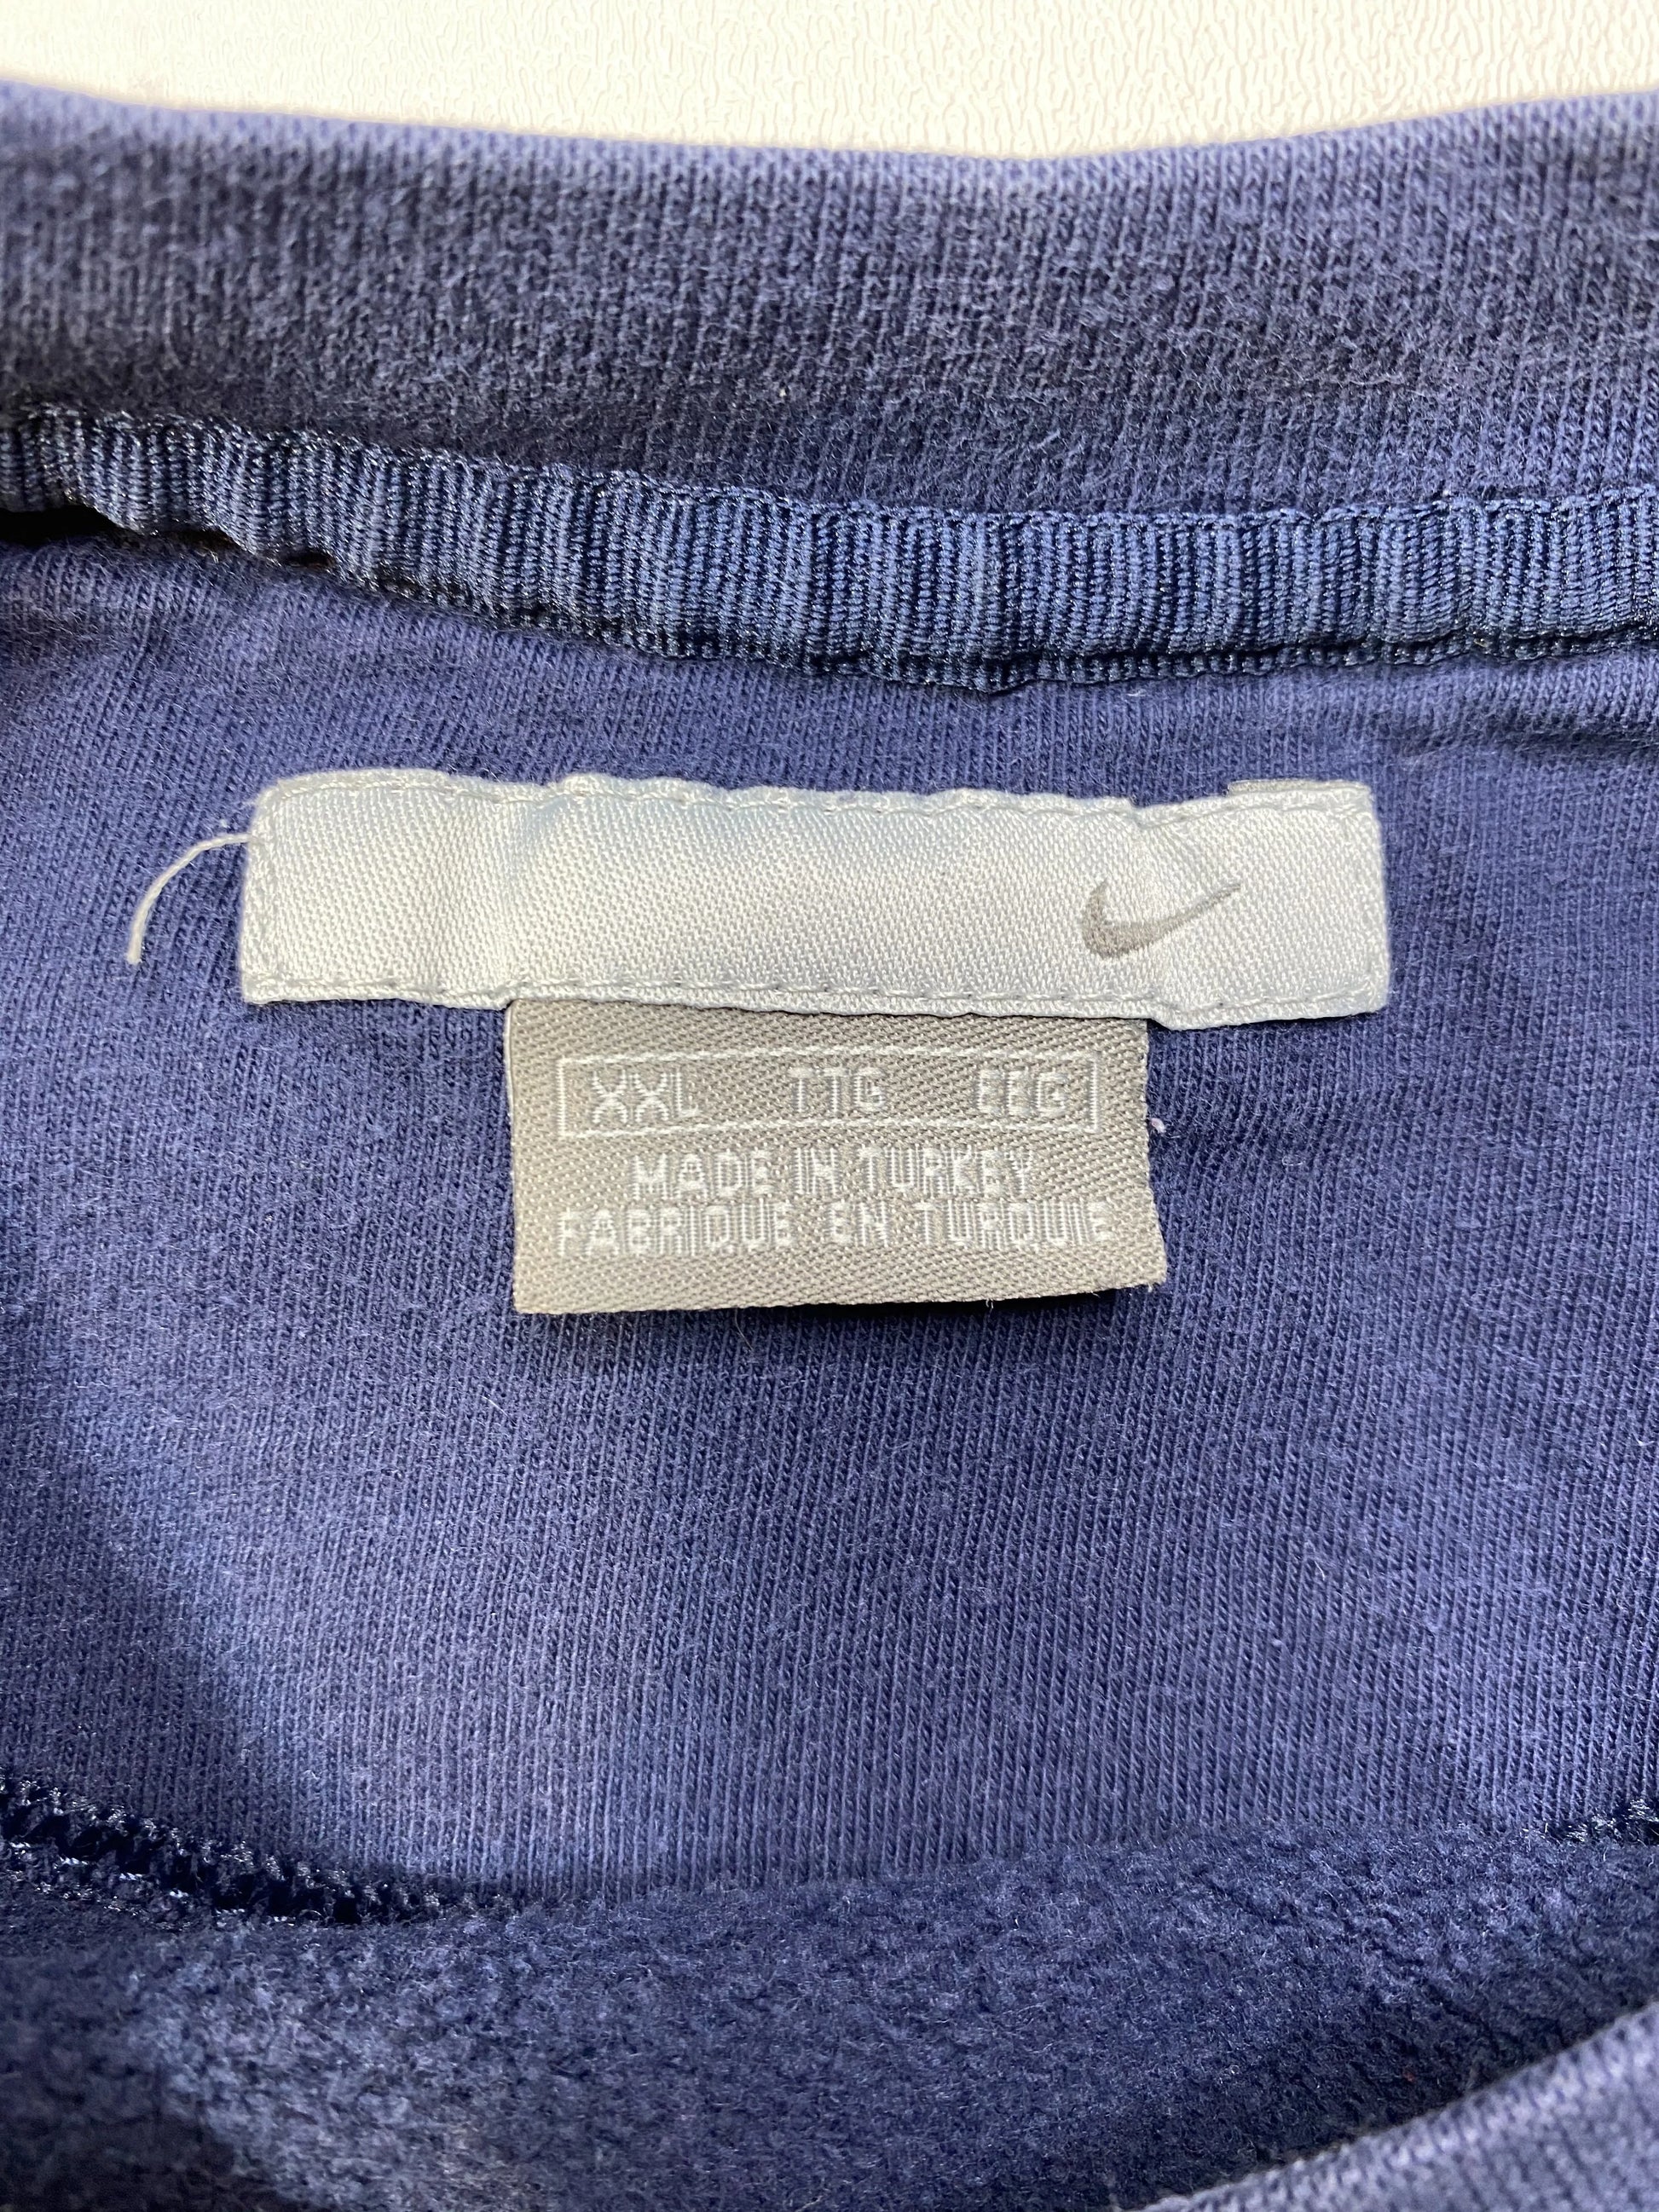 XXL TTG EEG
MADE IN TURKEY
FABRIQUE EN TURQUIE